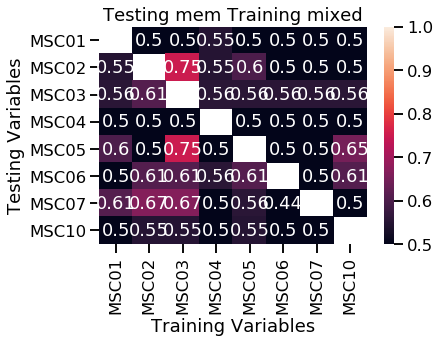 Testing mem Training mixed
MSC01 0.5 0.5 0.55 0.5 0.5 0.5 0.5
MSC02 0.55 0.75 0.55 0.6 0.5 0.5 0.5
MSC03 0.56 0.61 0.56 0.56 0.56 0.56 0.56
MSC04 0.5 0.5 0.5 0.5 0.5 0.5 0.5
MSC05 0.6 0.5 0.75 0.5 0.5 0.5 0.65
MSC06 0.5 0.61 0.61 0.56 0.61 0.5 0.61
MSC07 0.61 0.67 0.67 0.5 0.56 0.44 0.5
MSC10 0.5 0.55 0.55 0.5 0.55 0.5 0.5
Testing Variables
MSC01 MSC02 MSC03 MSC04 MSC05 MSC06 MSC07 MSC10
Training Variables
1.0
0.9
0.8
0.7
0.6
0.5